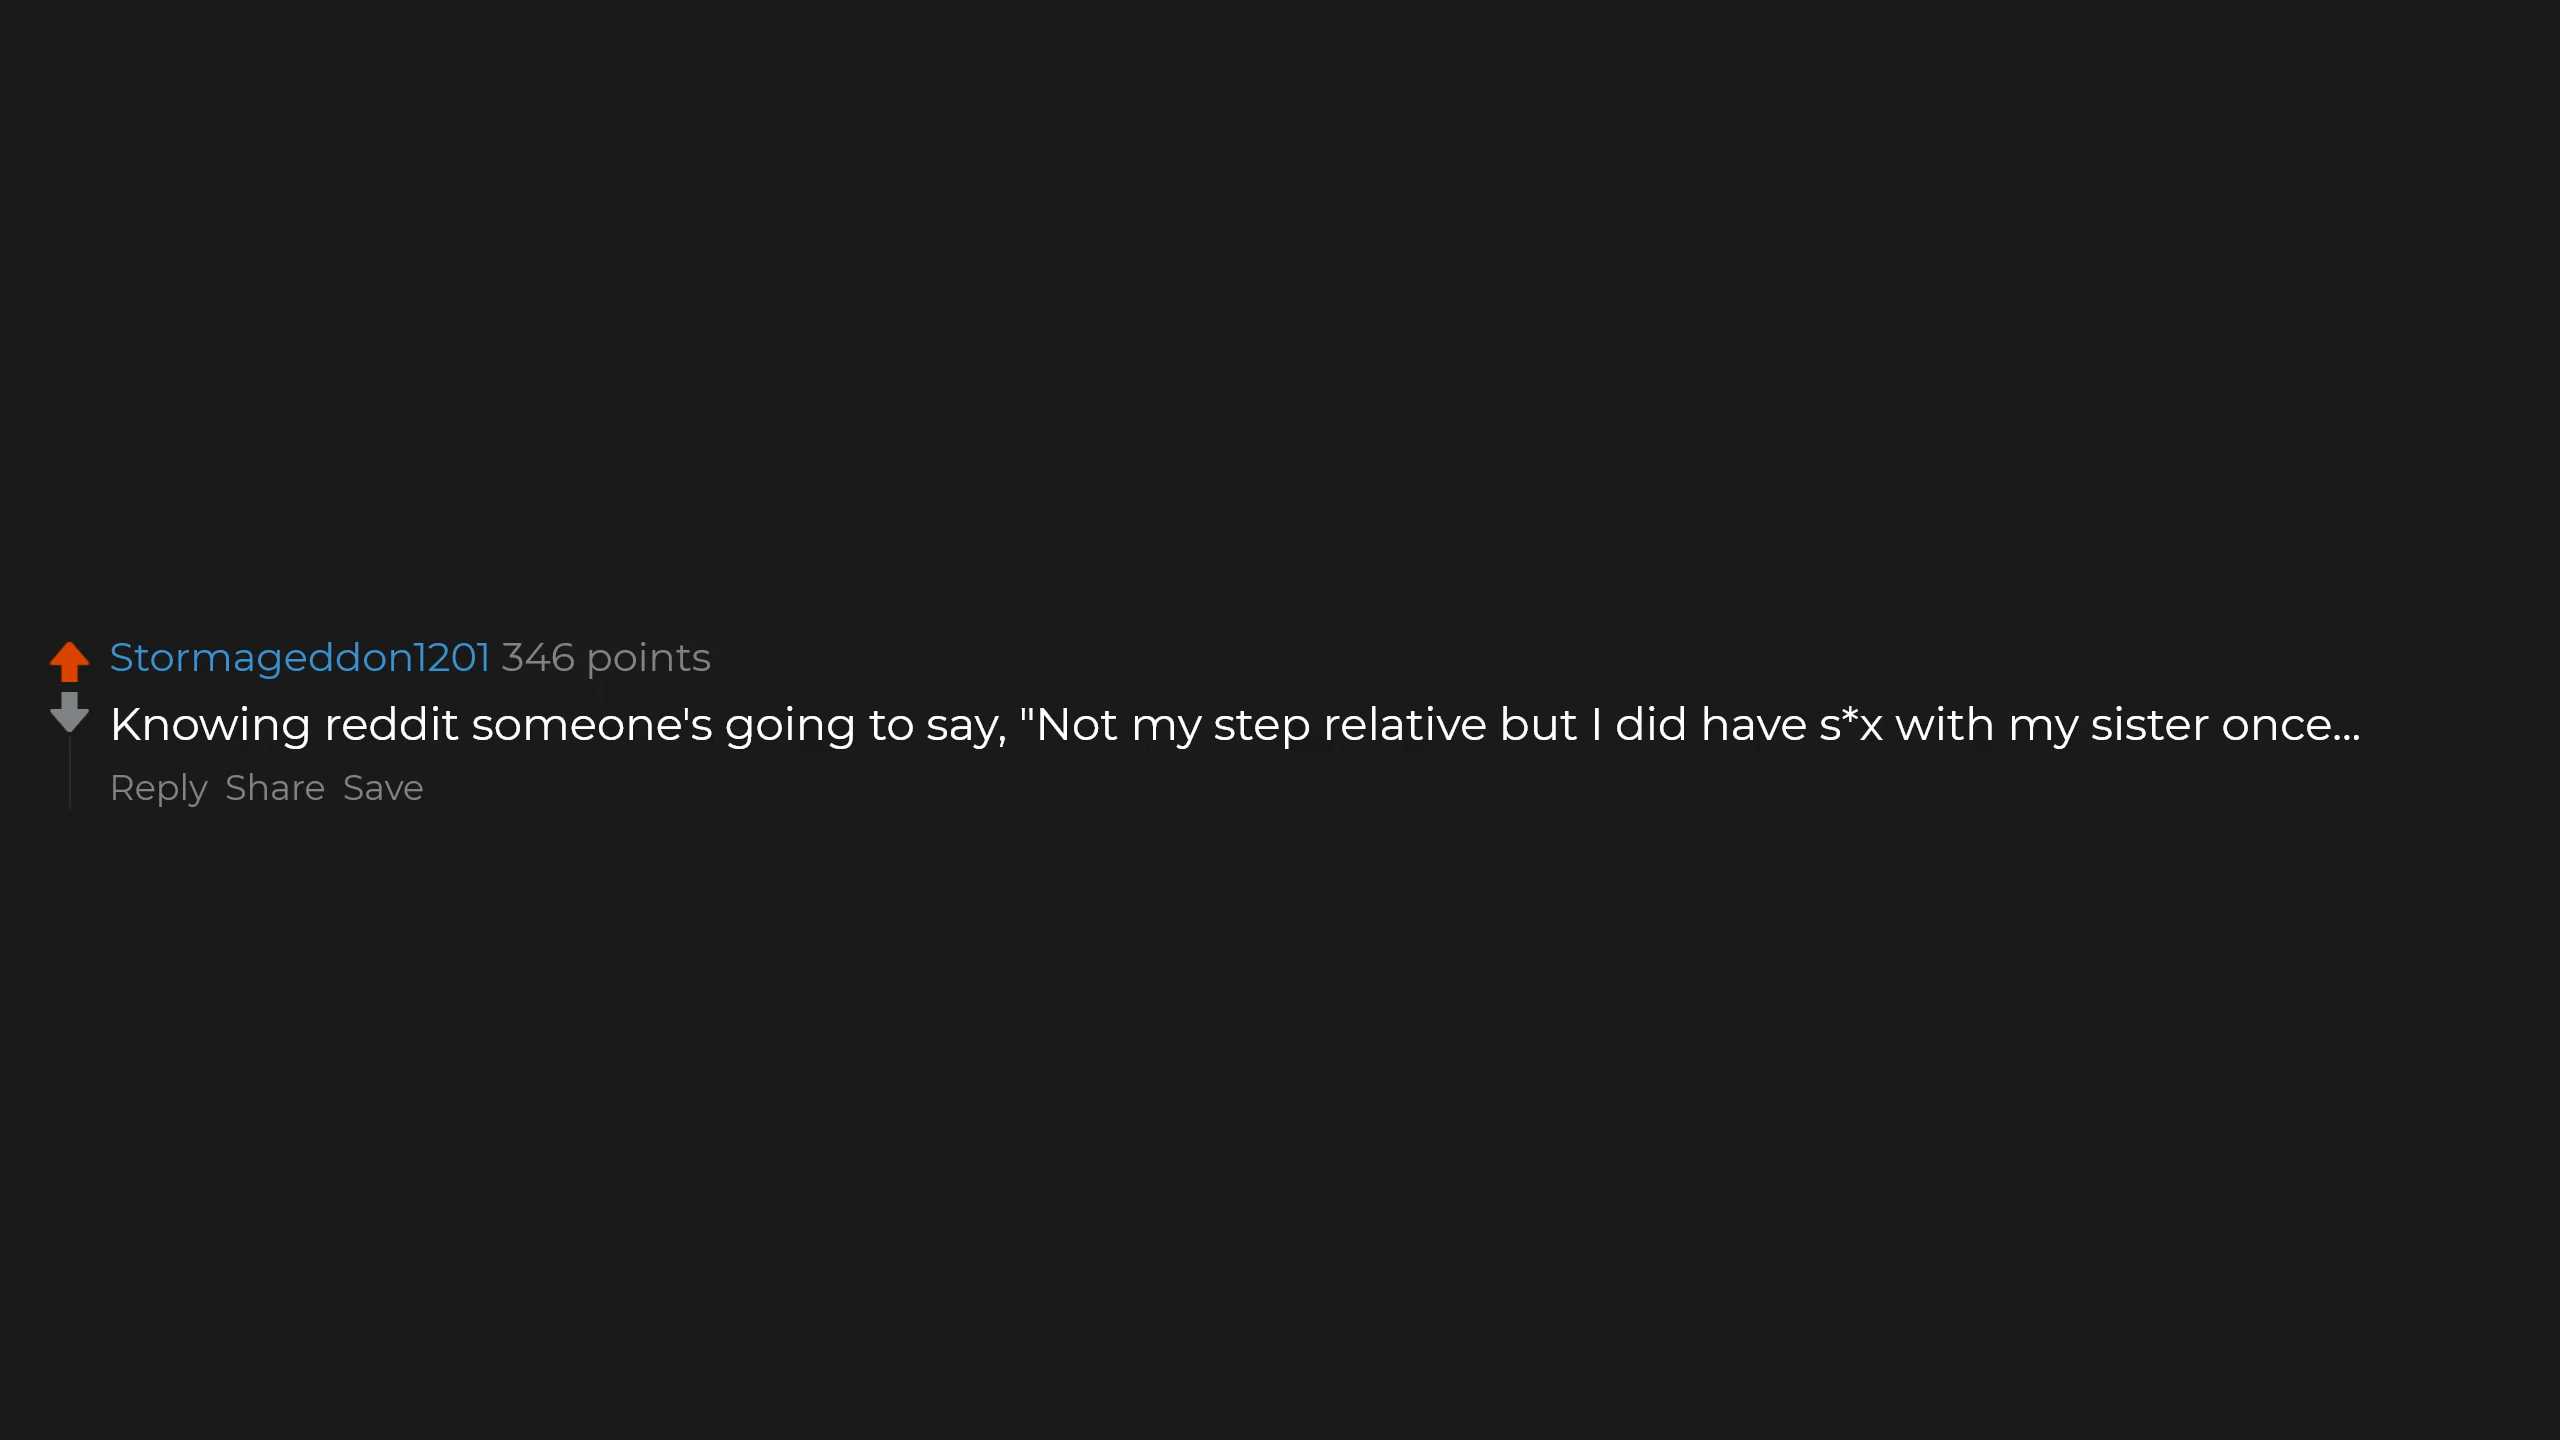 Stormageddon1201 346 points
Knowing reddit someone's going to say, "Not my step relative but I did have s*x with my sister once...
Reply Share Save